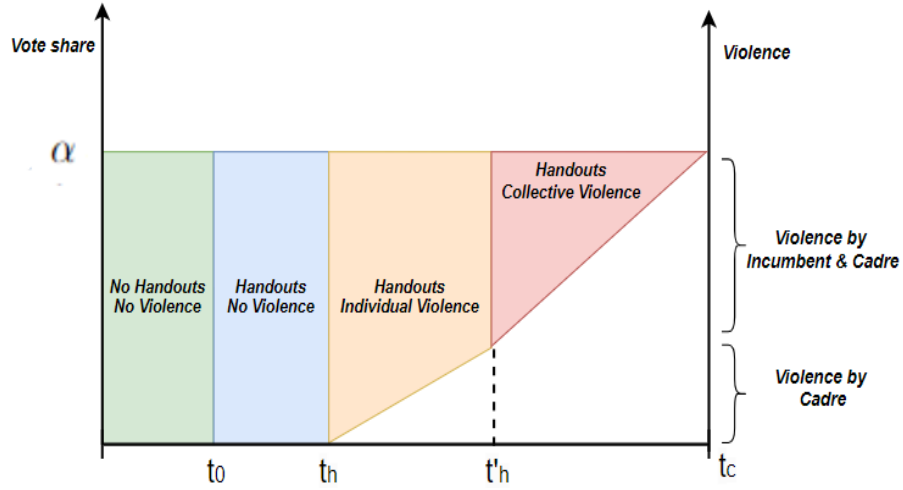 Vote share
Violence
α
Handouts
Collective Violence
Violence by
Incumbent & Cadre
No Handouts
No Violence
Handouts
No Violence
Handouts
Individual Violence
Violence by
Cadre
t0
th
t'h
tc